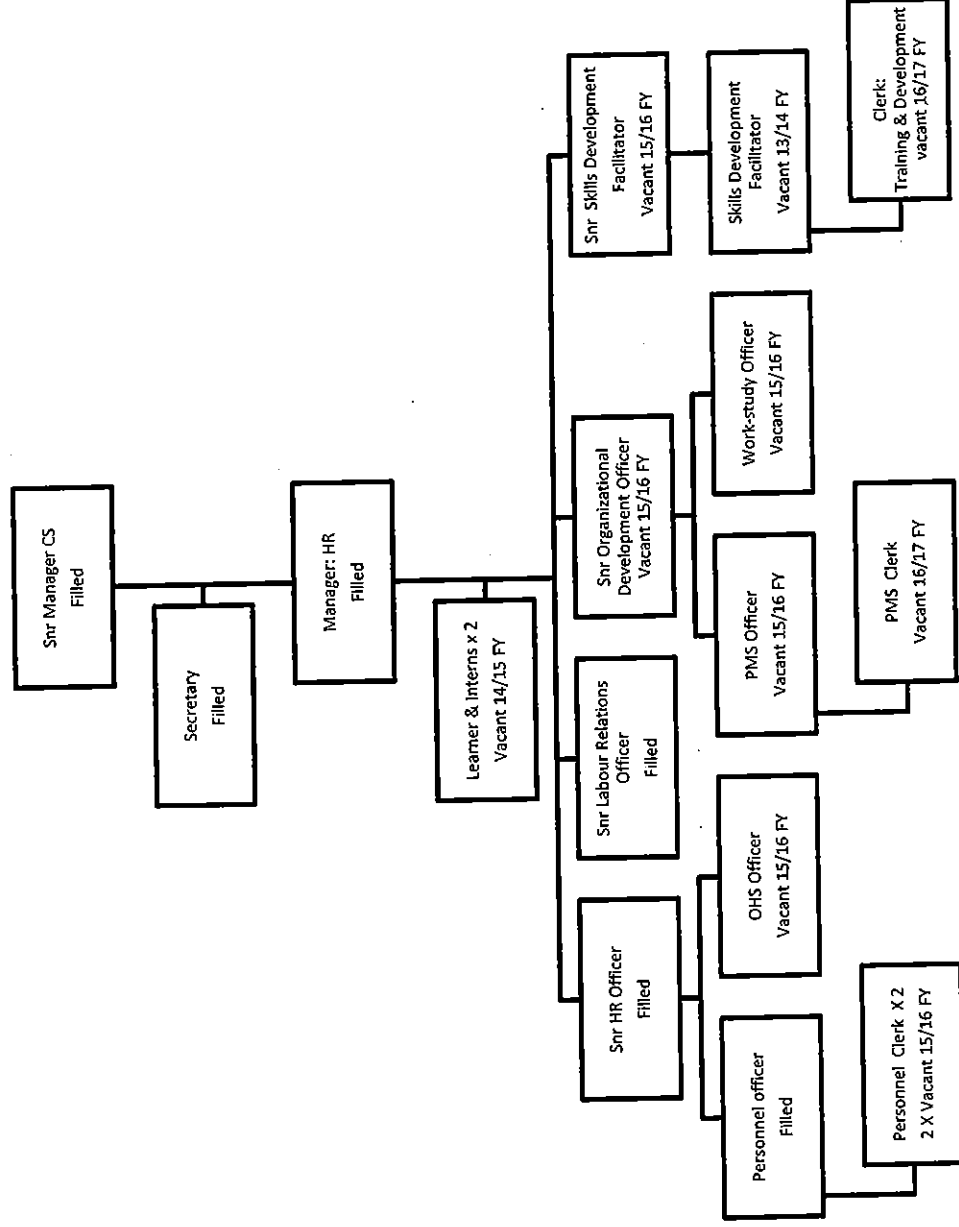 Snr Manager CS
Filled
Secretary
Filled
Manager: HR
Filled
Learner & Interns x 2
Vacant 14/15 FY
Snr HR Officer
Filled
Snr Labour Relations
Officer
Filled
Snr Organizational
Development Officer
Vacant 15/16 FY
Snr Skills Development
Facilitator
Vacant 15/16 FY
Personnel officer
Filled
OHS Officer
Vacant 15/16 FY
PMS Officer
Vacant 15/16 FY
Work-study Officer
Vacant 15/16 FY
Skills Development
Facilitator
Vacant 13/14 FY
Personnel Clerk X 2
2 X Vacant 15/16 FY
PMS Clerk
Vacant 16/17 FY
Clerk:
Training & Development
vacant 16/17 FY